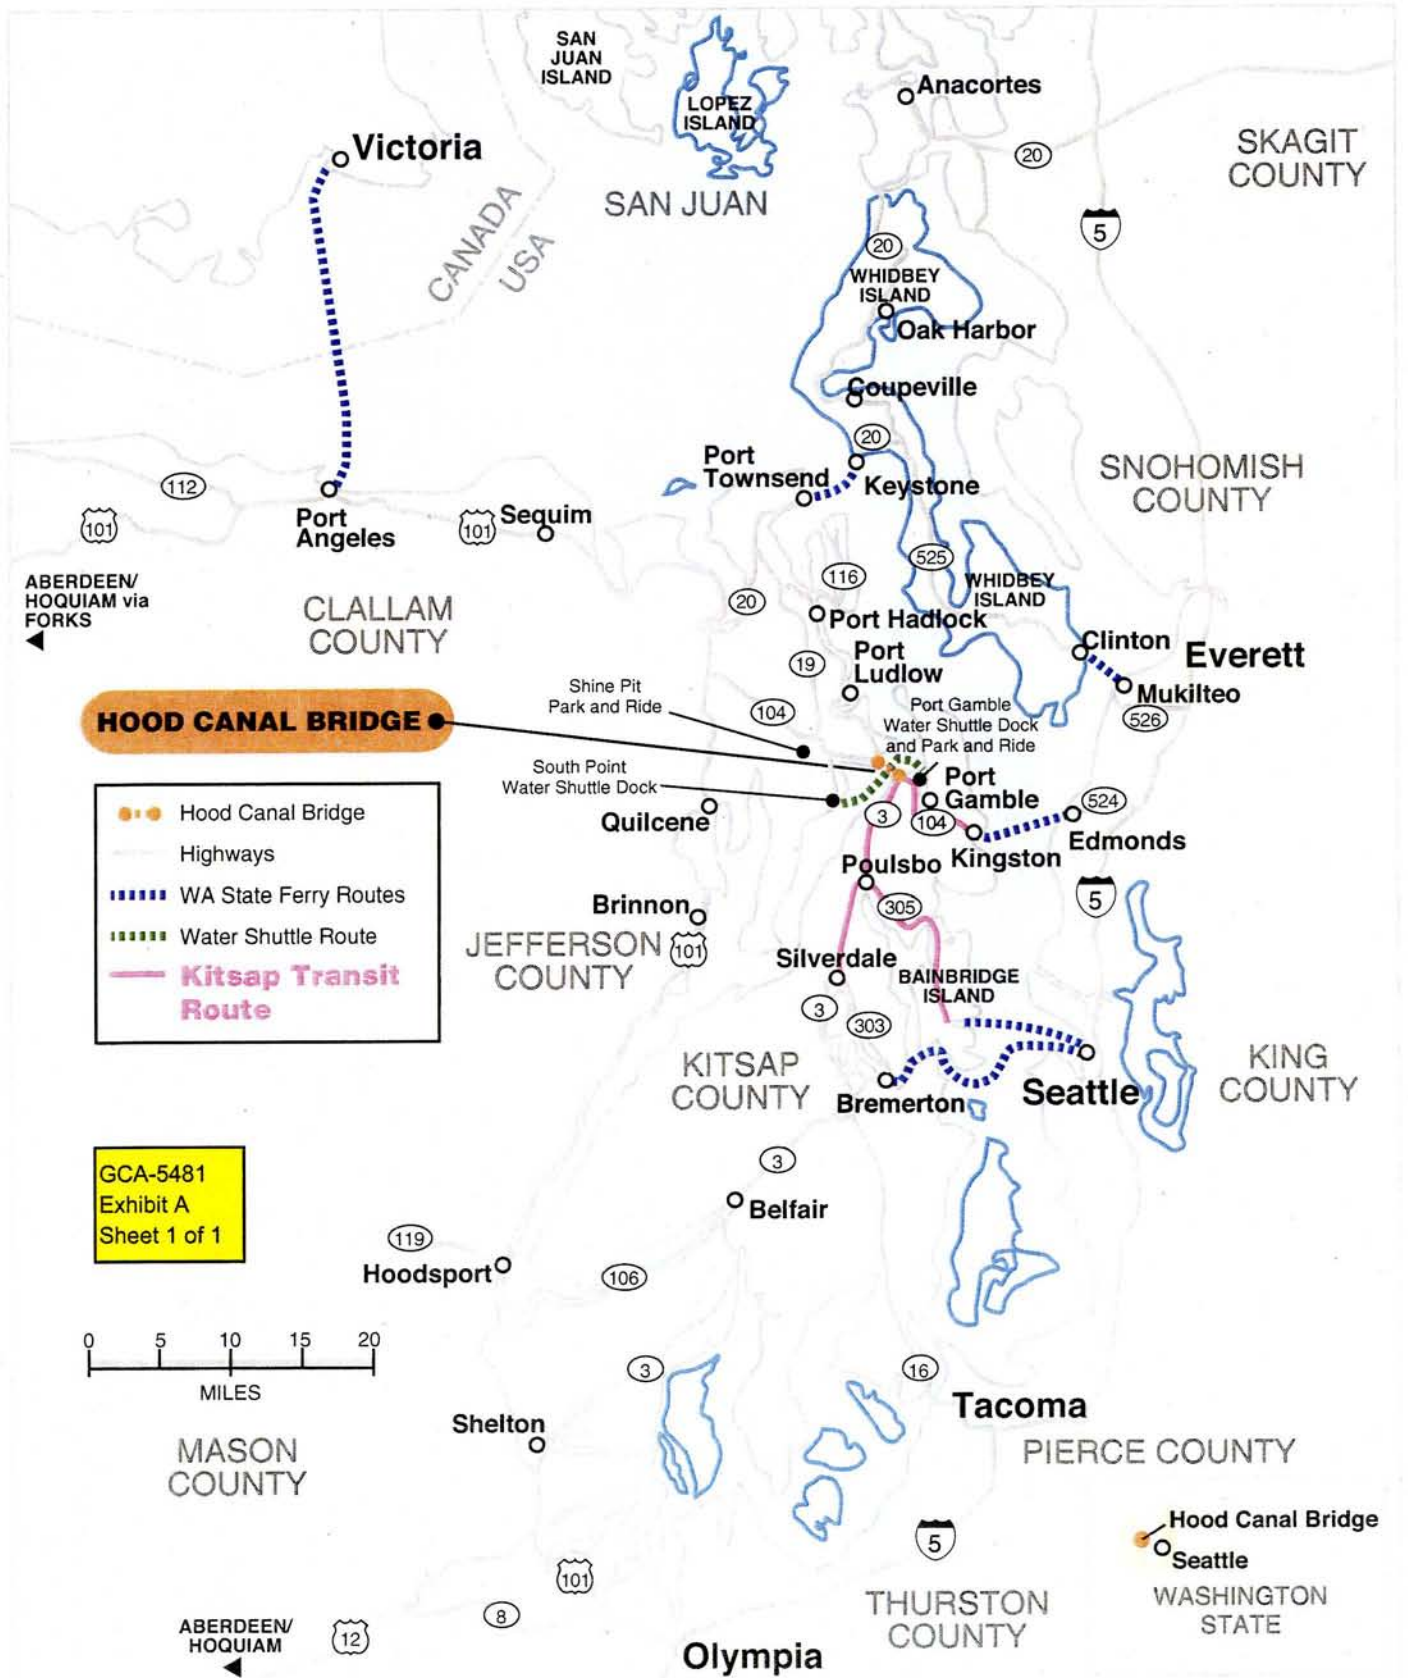 SAN
JUAN
ISLAND
LOPEZ
ISLAND
Anacortes
20
SKAGIT
COUNTY
Victoria
SAN JUAN
CANADA
USA
5
20
WHIDBEY
ISLAND
Oak Harbor
Coupeville
20
Port
Townsend
Keystone
SNOHOMISH
COUNTY
112
101
Port
Angeles
101
Sequim
525
WHIDBEY
ISLAND
116
20
Port Hadlock
ABERDEEN/
HOQUIAM via
FORKS
CLALLAM
COUNTY
19
Port
Ludlow
Clinton
Everett
Mukilteo
526
Shine Pit
Park and Ride
104
Port Gamble
Water Shuttle Dock
and Park and Ride
HOOD CANAL BRIDGE
South Point
Water Shuttle Dock
Port
Gamble
3
104
524
Edmonds
Kingston
Quilcene
Hood Canal Bridge
Highways
WA State Ferry Routes
Water Shuttle Route
Kitsap Transit
Route
Poulsbo
305
5
Brinnon
101
JEFFERSON
COUNTY
Silverdale
BAINBRIDGE
ISLAND
3
303
KITSAP
COUNTY
Bremerton
Seattle
KING
COUNTY
GCA-5481
Exhibit A
Sheet 1 of 1
3
Belfair
119
Hoodsport
106
0 5 10 15 20
MILES
3
16
Tacoma
Shelton
MASON
COUNTY
PIERCE COUNTY
5
Hood Canal Bridge
Seattle
WASHINGTON
STATE
101
8
THURSTON
COUNTY
ABERDEEN/
HOQUIAM
12
Olympia